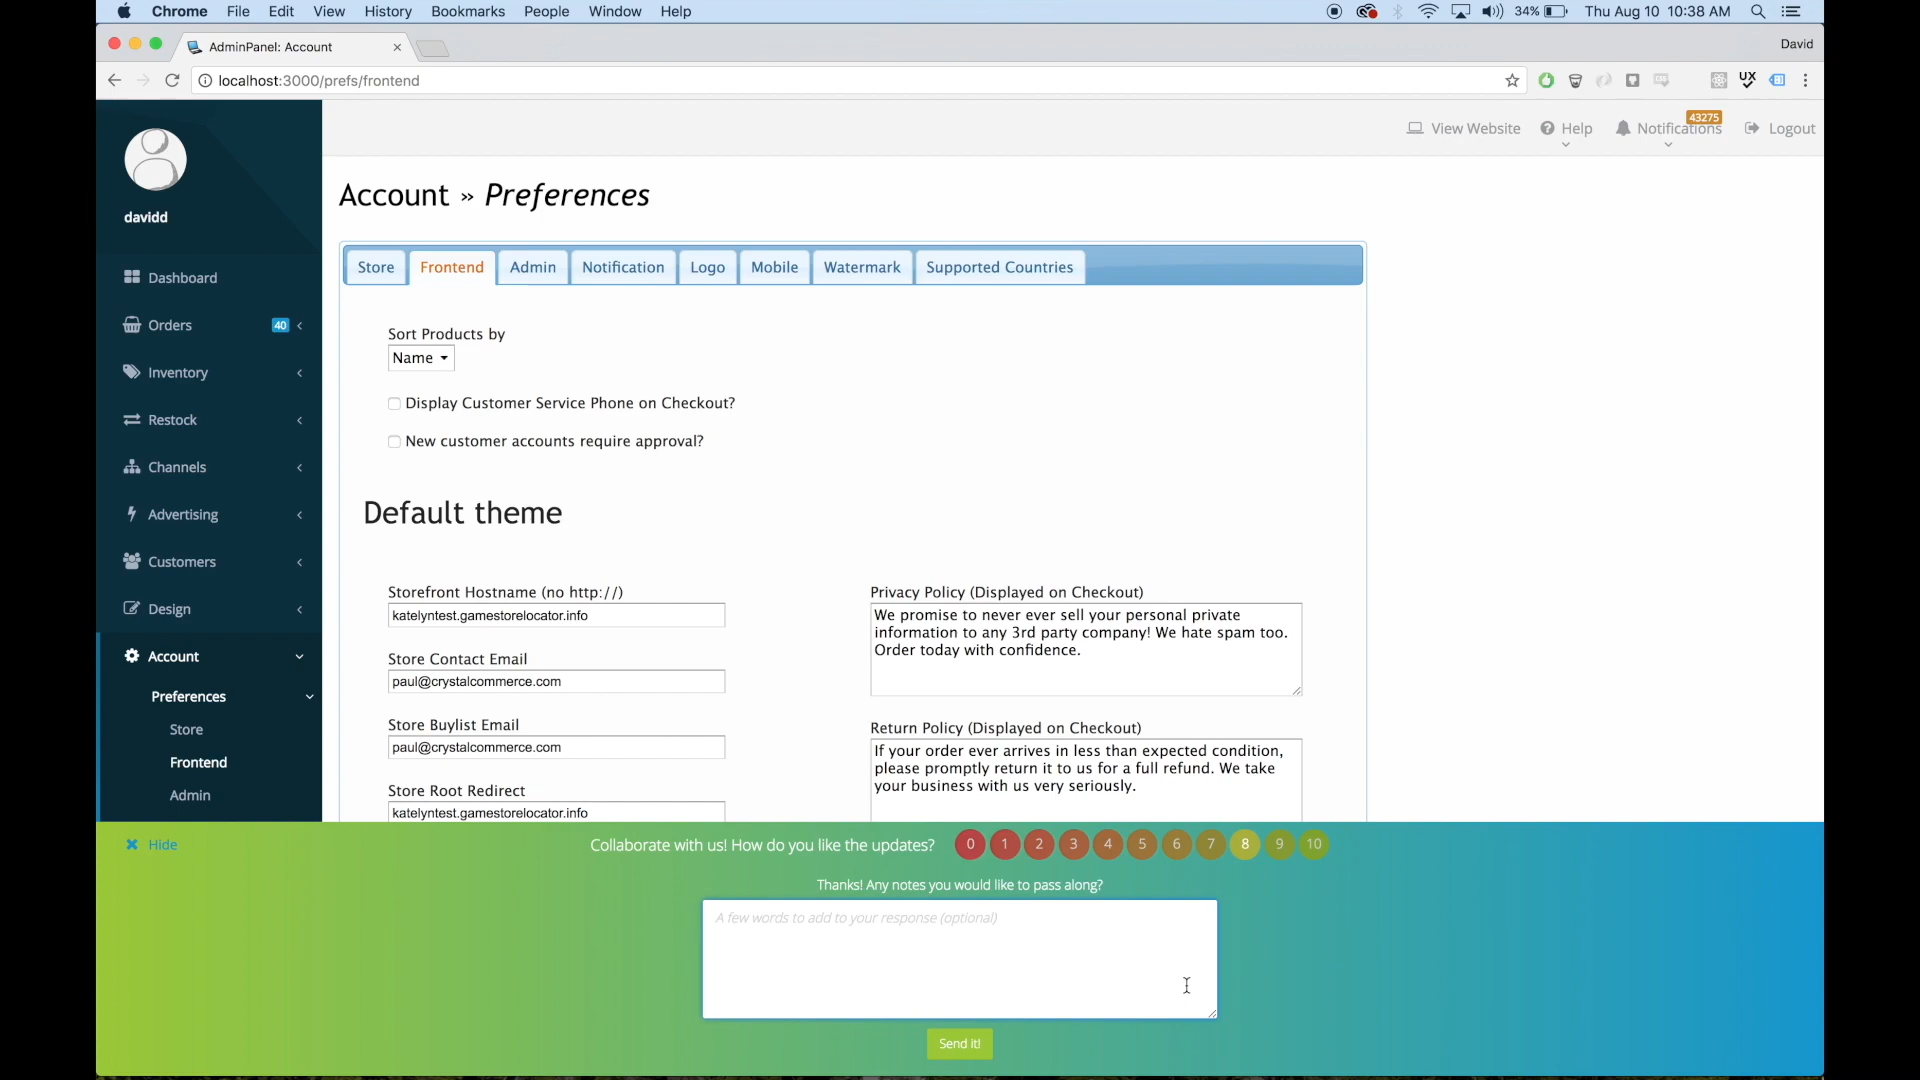 Chrome File Edit View History Bookmarks People Window Help
34% Thu Aug 10 10:38 AM
AdminPanel: Account
David
localhost:3000/prefs/frontend
UX
View Website Help Notifications 43275 Logout
davidd
Dashboard
Orders 40
Inventory
Restock
Channels
Advertising
Customers
Design
Account
Preferences
Store
Frontend
Admin
Account » Preferences
Store Frontend Admin Notification Logo Mobile Watermark Supported Countries
Sort Products by
Name
Display Customer Service Phone on Checkout?
New customer accounts require approval?
Default theme
Storefront Hostname (no http://)
katelyntest.gamestorelocator.info
Store Contact Email
paul@crystalcommerce.com
Store Buylist Email
paul@crystalcommerce.com
Store Root Redirect
katelyntest.gamestorelocator.info
Privacy Policy (Displayed on Checkout)
We promise to never ever sell your personal private
information to any 3rd party company! We hate spam too.
Order today with confidence.
Return Policy (Displayed on Checkout)
If your order ever arrives in less than expected condition,
please promptly return it to us for a full refund. We take
your business with us very seriously.
Hide
Collaborate with us! How do you like the updates? 0 1 2 3 4 5 6 7 8 9 10
Thanks! Any notes you would like to pass along?
A few words to add to your response (optional)
Send it!